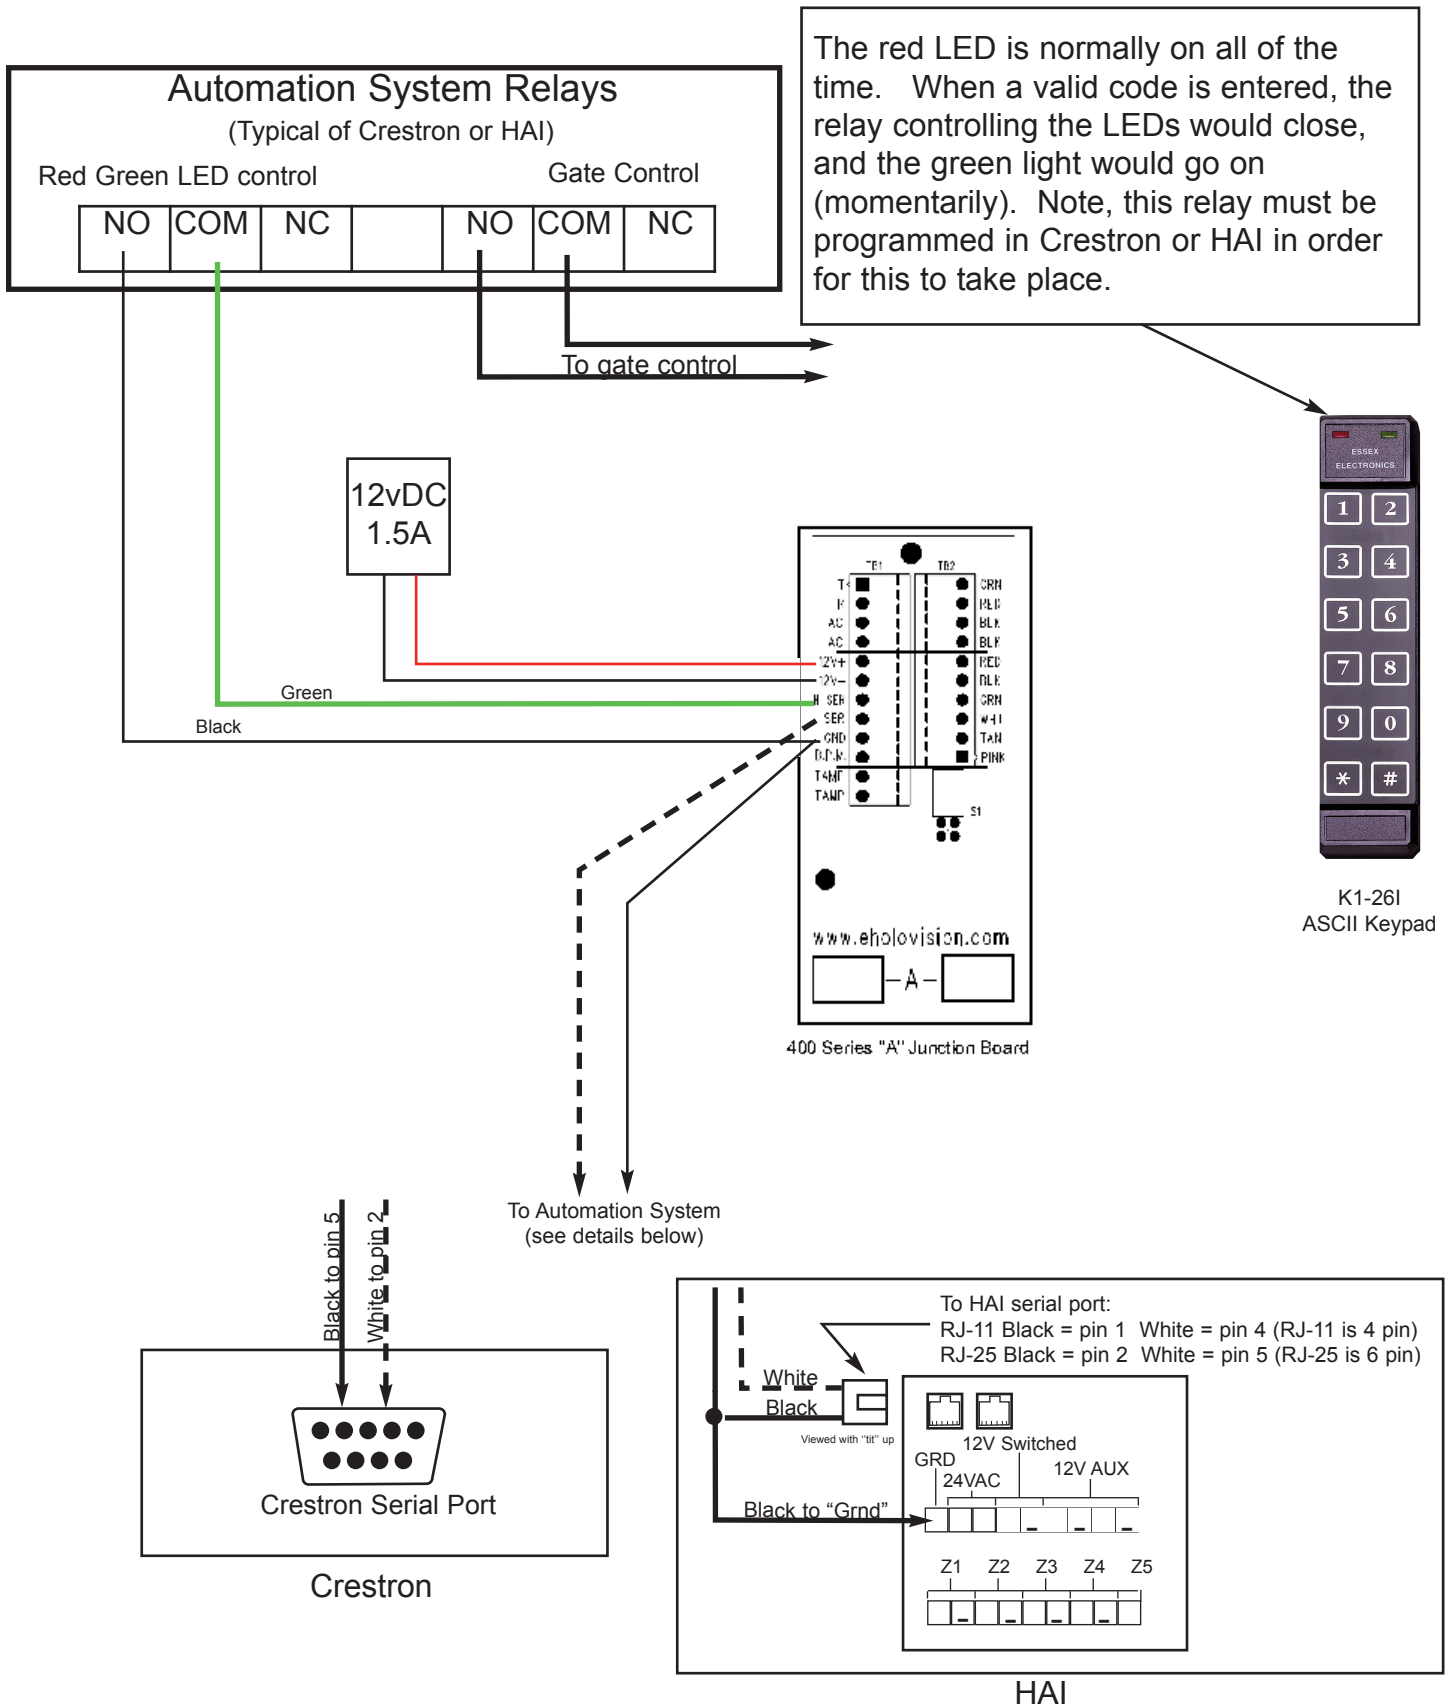 The red LED is normally on all of the
time. When a valid code is entered, the
relay controlling the LEDs would close,
and the green light would go on
(momentarily). Note, this relay must be
programmed in Crestron or HAI in order
for this to take place.
Automation System Relays
(Typical of Crestron or HAI)
Red Green LED control
Gate Control
NO COM NC NO COM NC
To gate control
12vDC
1.5A
Green
Black
ESSEX
ELECTRONICS
1 2
3 4
5 6
7 8
9 0
* #
K1-26I
ASCII Keypad
TB1 TB2
T GRN
R RED
AC BLK
AC BLK
12V+ RED
12V- BLK
SER GRN
SER WHT
GND TAN
PINK
TAMP
TAMP
S1
www.eholovision.com
-A-
400 Series "A" Junction Board
To Automation System
(see details below)
Black to pin 5
White to pin 2
Crestron Serial Port
Crestron
To HAI serial port:
RJ-11 Black = pin 1 White = pin 4 (RJ-11 is 4 pin)
RJ-25 Black = pin 2 White = pin 5 (RJ-25 is 6 pin)
White
Black
Viewed with "tit" up
12V Switched
GRD
24VAC
12V AUX
Black to “Grnd”
Z1 Z2 Z3 Z4 Z5
HAI